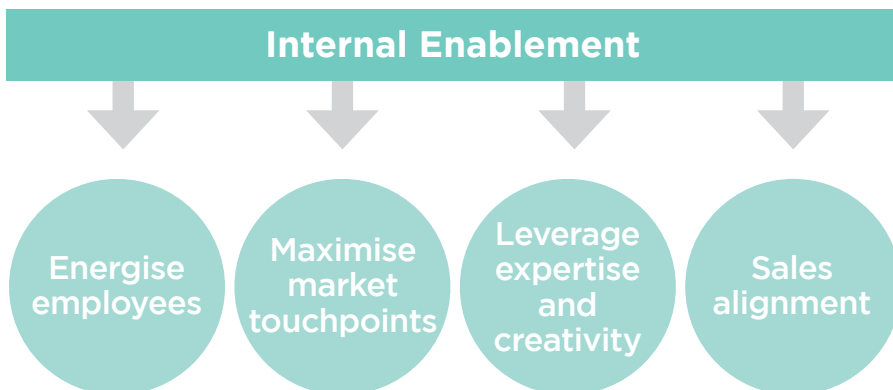 Internal Enablement
Energise
employees
Maximise
market
touchpoints
Leverage
expertise
and
creativity
Sales
alignment